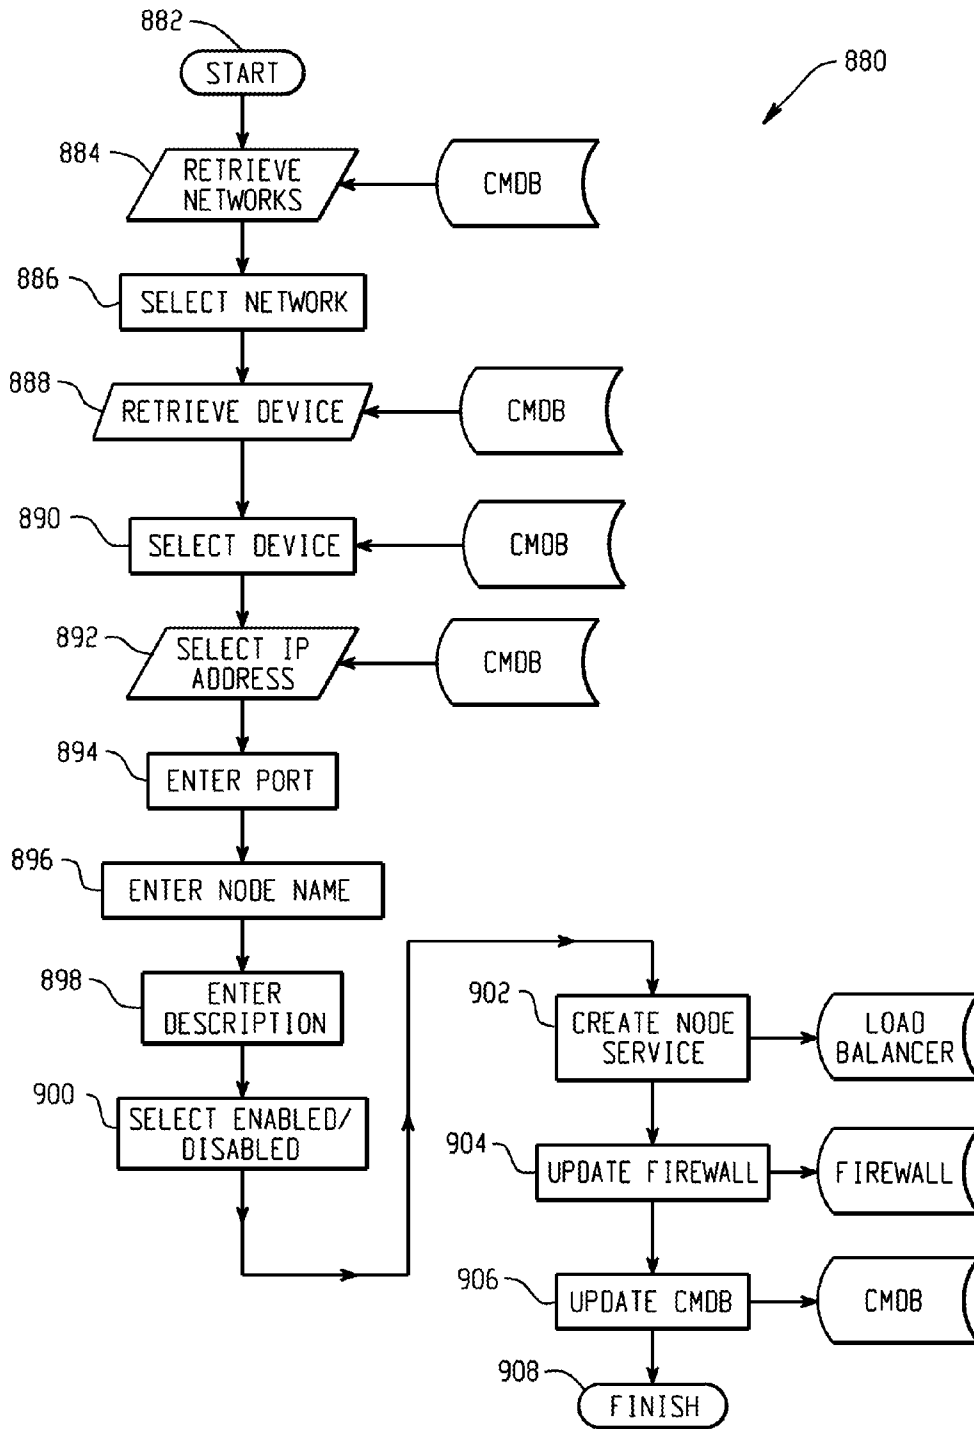 882
START
880
884
RETRIEVE
NETWORKS
CMDB
886
SELECT NETWORK
888
RETRIEVE DEVICE
CMDB
890
SELECT DEVICE
CMDB
892
SELECT IP
ADDRESS
CMDB
894
ENTER PORT
896
ENTER NODE NAME
898
ENTER
DESCRIPTION
900
SELECT ENABLED/
DISABLED
902
CREATE NODE
SERVICE
LOAD
BALANCER
904
UPDATE FIREWALL
FIREWALL
906
UPDATE CMDB
CMDB
908
FINISH